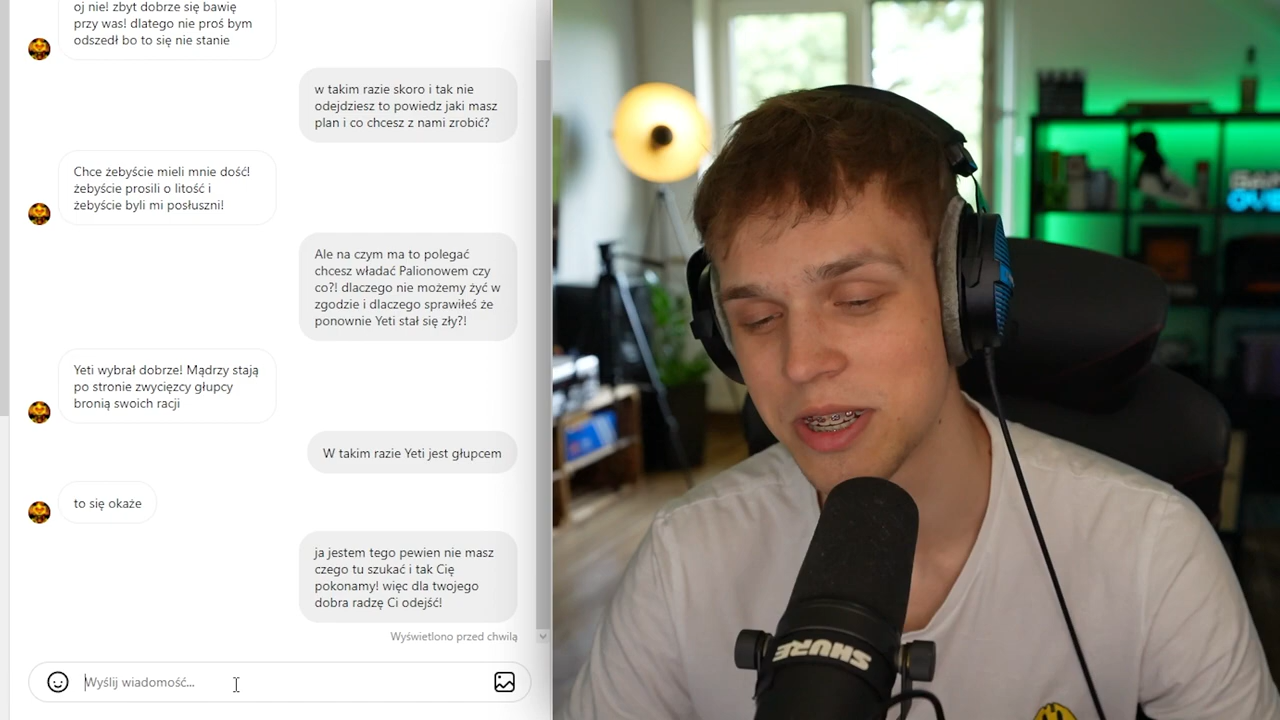 oj nie! zbyt dobrze się bawię
przy was! dlatego nie proś bym
odszedł bo to się nie stanie
w takim razie skoro i tak nie
odejdziesz to powiedz jaki masz
plan i co chcesz z nami zrobić?
Chce żebyście mieli mnie dość!
żebyście prosili o litość i
żebyście byli mi posłuszni!
Ale na czym ma to polegać
chcesz władać Palionowem czy
co?! dlaczego nie możemy żyć w
zgodzie i dlaczego sprawiłeś że
ponownie Yeti stał się zły?!
Yeti wybrał dobrze! Mądrzy stają
po stronie zwycięzcy głupcy
bronią swoich racji
W takim razie Yeti jest głupcem
to się okaże
ja jestem tego pewien nie masz
czego tu szukać i tak Cię
pokonamy! więc dla twojego
dobra radzę Ci odejść!
Wyświetlono przed chwilą
Wyślij wiadomość...
SHURE